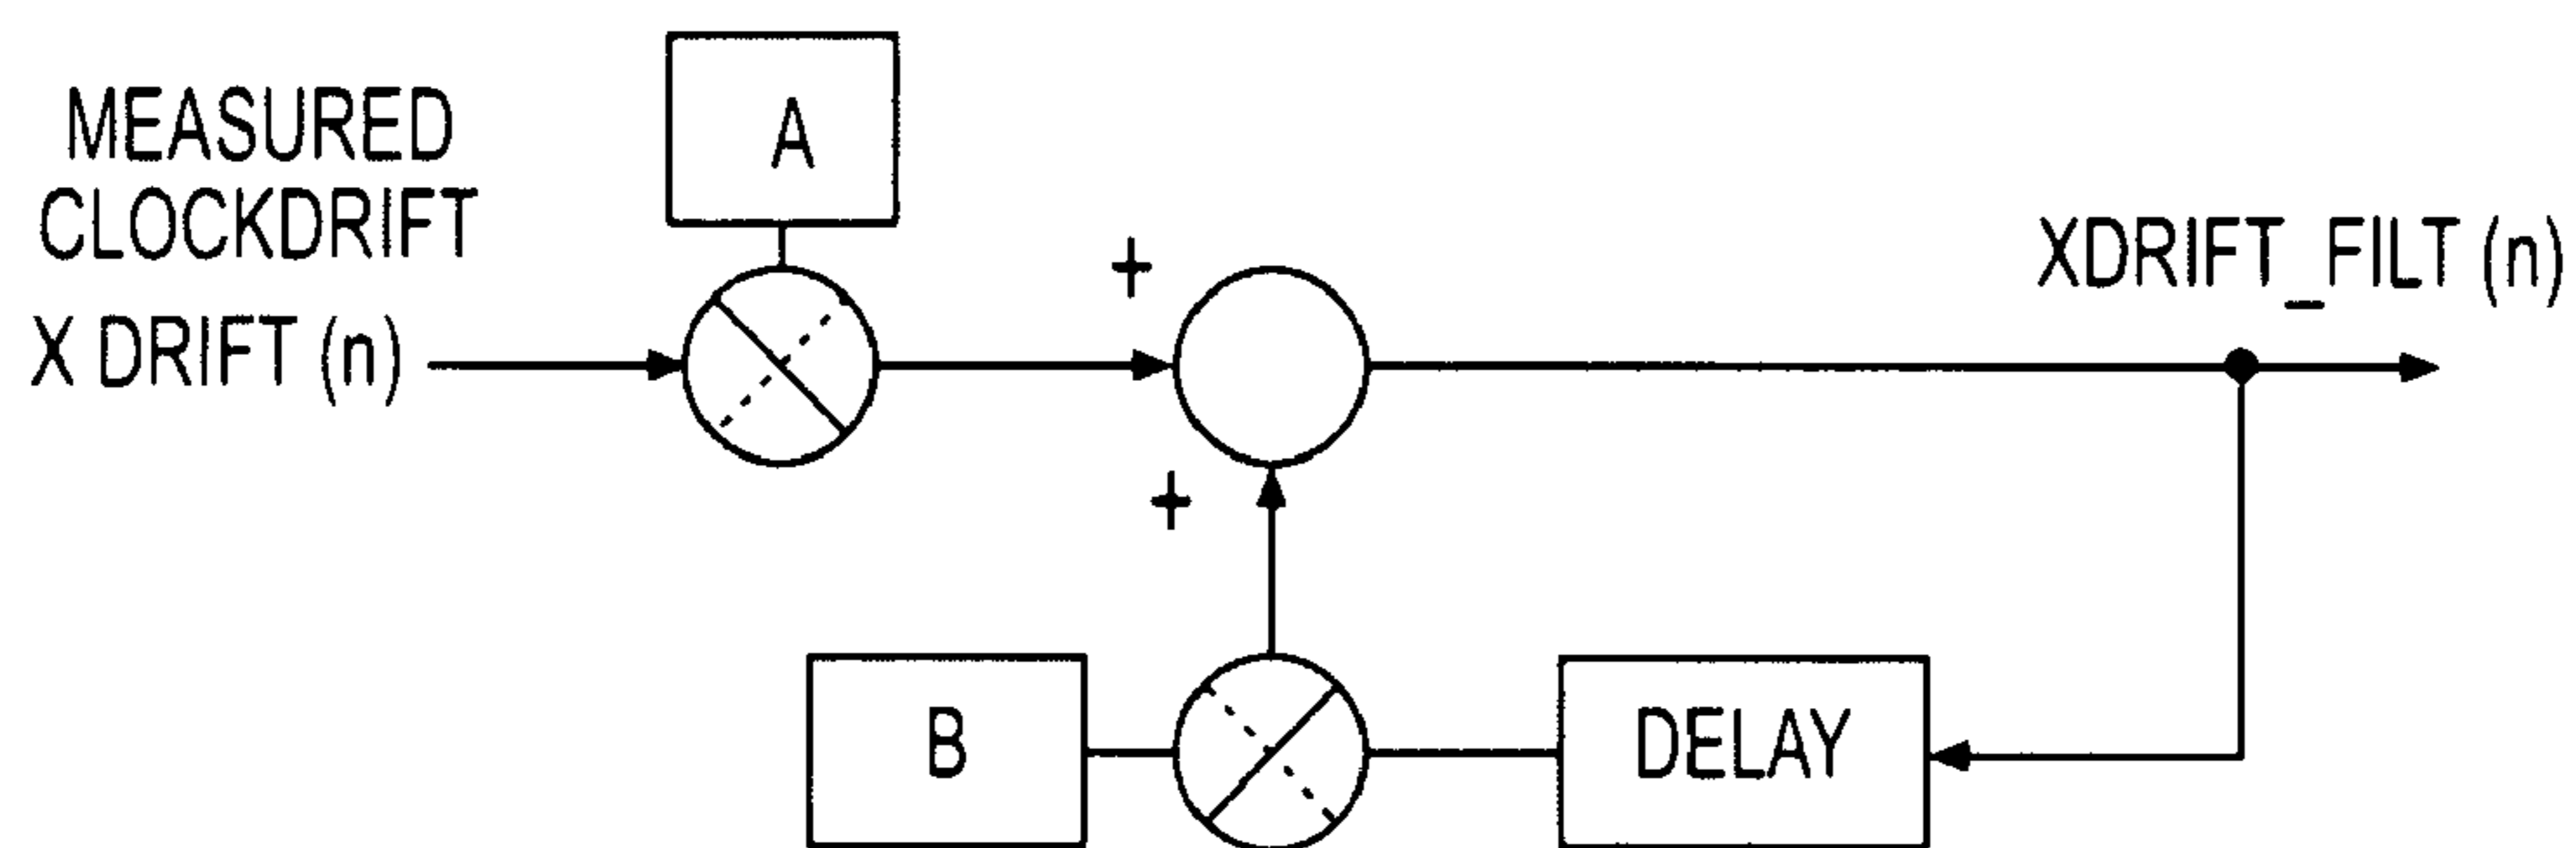 MEASURED
CLOCKDRIFT
X DRIFT (n)
A
+
+
XDRIFT_FILT (n)
B
DELAY